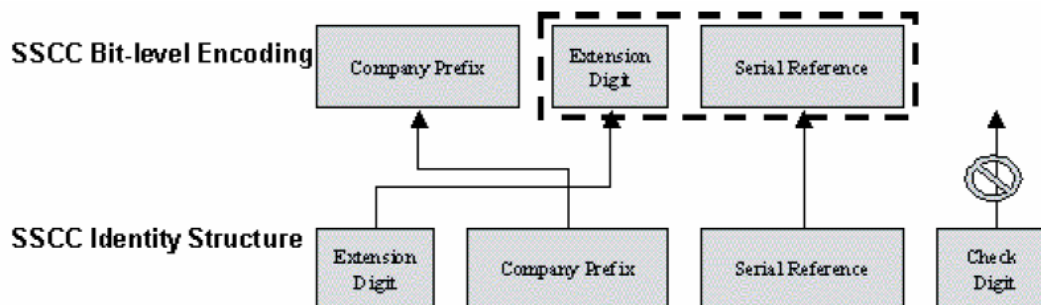 SSCC Bit-level Encoding
Company Prefix
Extension
Digit
Serial Reference
SSCC Identity Structure
Extension
Digit
Company Prefix
Serial Reference
Check
Digit